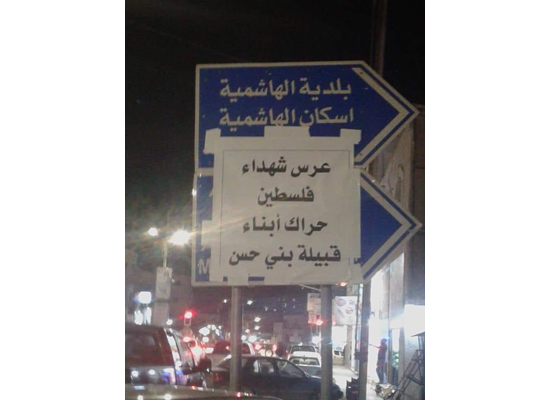 بلدية الهاشمية
اسكان الهاشمية
عرس شهداء
فلسطين
حراك أبناء
قبيلة بني حسن
M